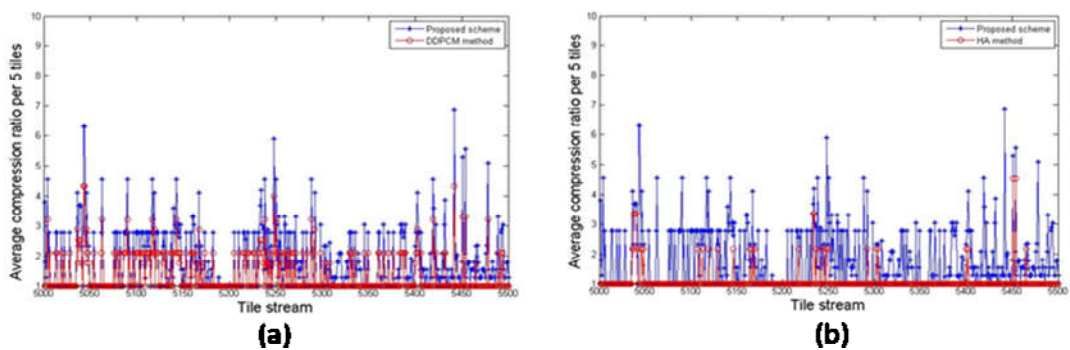 Average compression ratio per 5 tiles
10
9
8
7
6
5
4
3
2
1
Proposed scheme
DDPCM method
5000 5050 5100 5150 5200 5250 5300 5350 5400 5450 5500
Tile stream
(a)
Average compression ratio per 5 tiles
10
9
8
7
6
5
4
3
2
1
Proposed scheme
HA method
5000 5050 5100 5150 5200 5250 5300 5350 5400 5450 5500
Tile stream
(b)